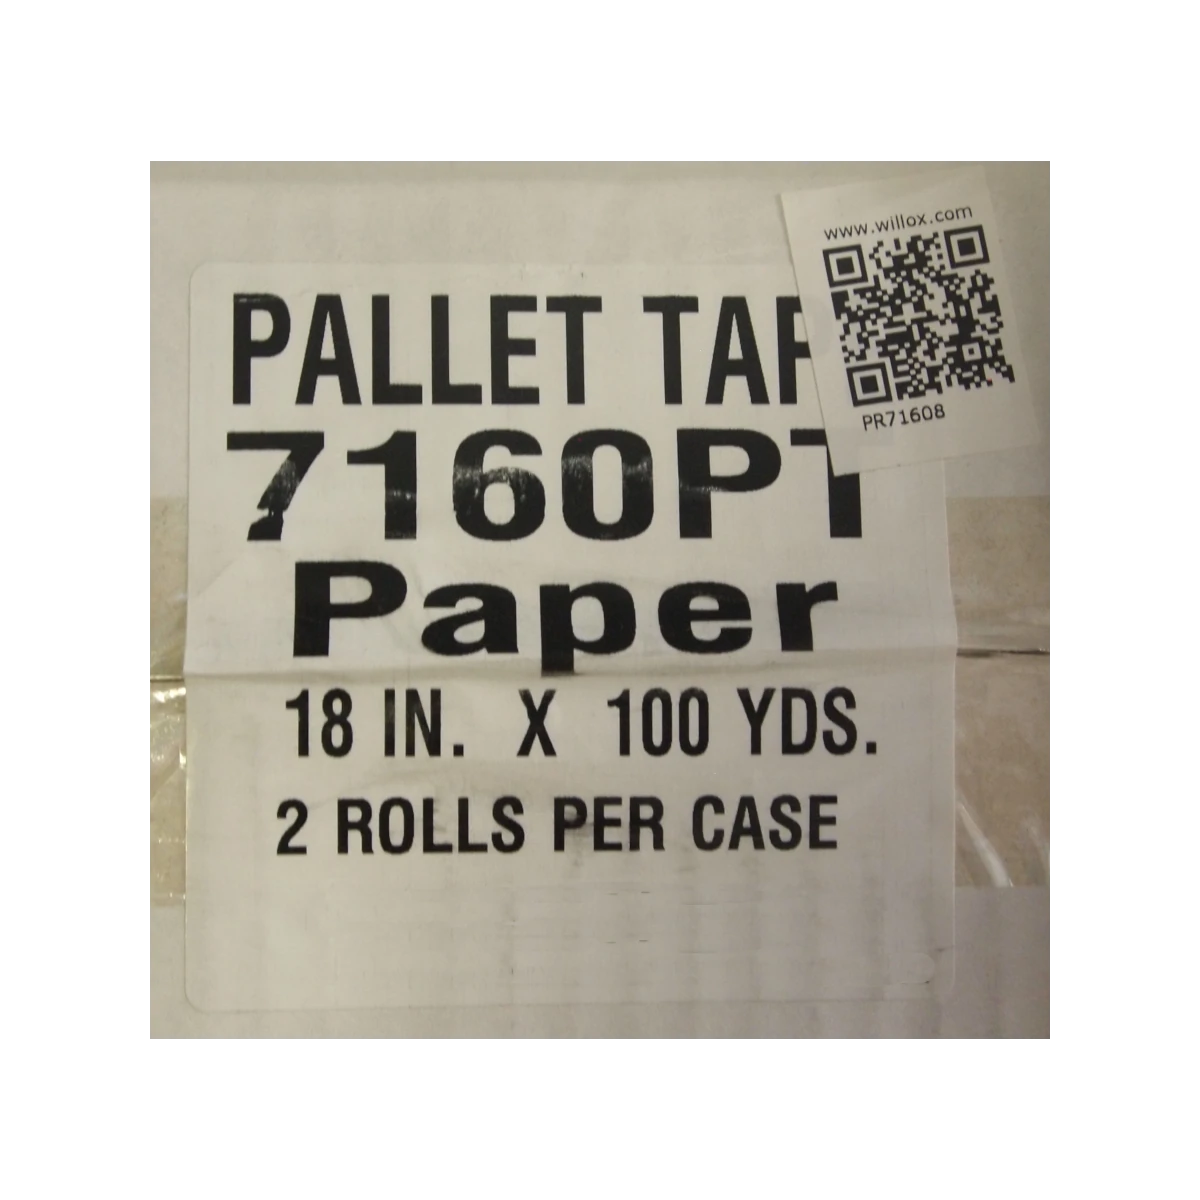 www.willox.com
PR71608
PALLET TAP
7160PT
Paper
18 IN. X 100 YDS.
2 ROLLS PER CASE